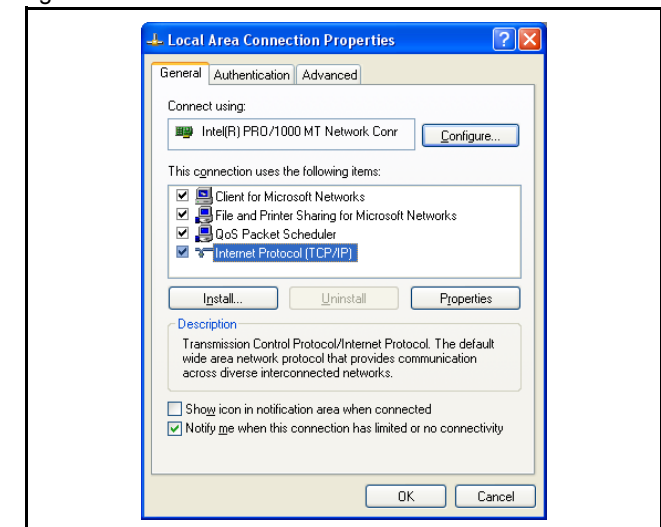 Local Area Connection Properties
General Authentication Advanced
Connect using:
Intel(R) PRO/1000 MT Network Conr
Configure...
This connection uses the following items:
Client for Microsoft Networks
File and Printer Sharing for Microsoft Networks
QoS Packet Scheduler
Internet Protocol (TCP/IP)
Install... Uninstall Properties
Description
Transmission Control Protocol/Internet Protocol. The default
wide area network protocol that provides communication
across diverse interconnected networks.
Show icon in notification area when connected
Notify me when this connection has limited or no connectivity
OK Cancel